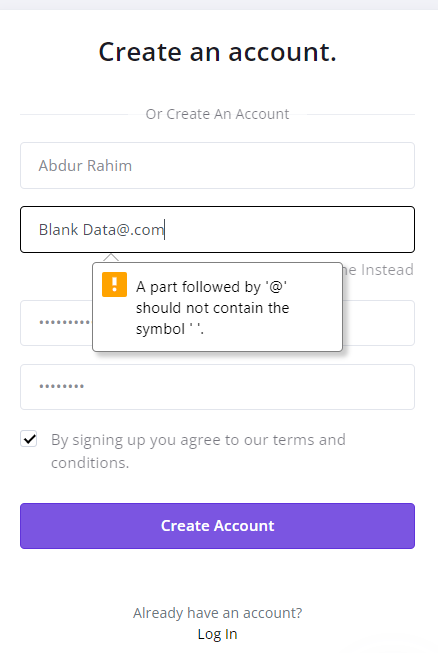 Create an account.
Or Create An Account
Abdur Rahim
Blank Data@.com
Instead
A part followed by '@'
should not contain the
symbol ' '.
By signing up you agree to our terms and
conditions.
Create Account
Already have an account?
Log In